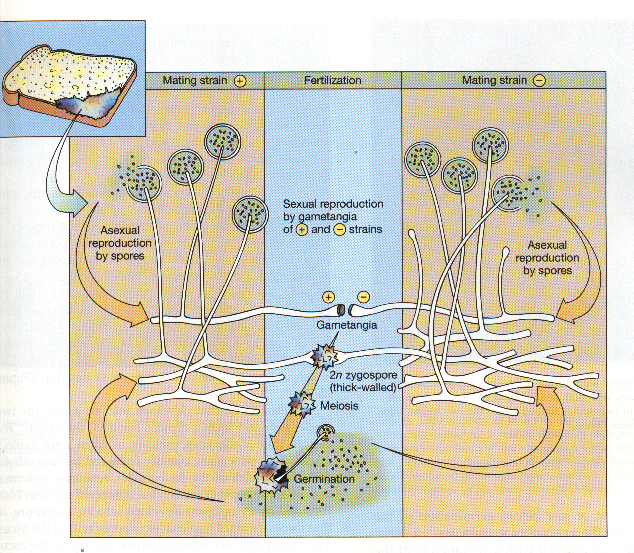 Mating strain +
Fertilization
Mating strain −
Asexual
reproduction
by spores
Sexual reproduction
by gametangia
of + and − strains
Asexual
reproduction
by spores
+ −
Gametangia
2n zygospore
(thick-walled)
Meiosis
Germination